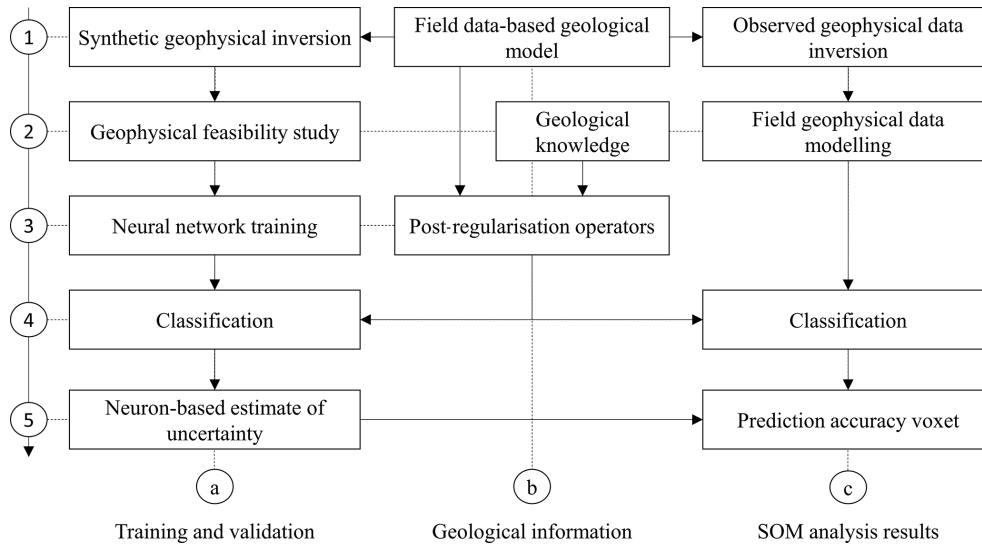 1
Synthetic geophysical inversion
Field data-based geological
model
Observed geophysical data
inversion
2
Geophysical feasibility study
Geological
knowledge
Field geophysical data
modelling
3
Neural network training
Post-regularisation operators
4
Classification
Classification
5
Neuron-based estimate of
uncertainty
Prediction accuracy voxet
a
b
c
Training and validation
Geological information
SOM analysis results